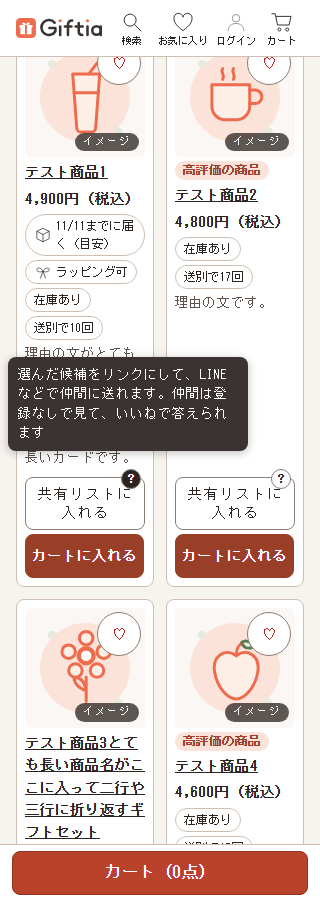 Giftia
検索
お気に入り
ログイン
カート
イメージ
テスト商品1
4,900円（税込）
11/11までに届
く（目安）
ラッピング可
在庫あり
送別で10回
理由の文がとても
選んだ候補をリンクにして、LINE
などで仲間に送れます。仲間は登
録なしで見て、いいねで答えられ
ます
長いカードです。
?
共有リストに
入れる
カートに入れる
イメージ
高評価の商品
テスト商品2
4,800円（税込）
在庫あり
送別で17回
理由の文です。
?
共有リストに
入れる
カートに入れる
イメージ
テスト商品3とて
も長い商品名がこ
こに入って二行や
三行に折り返すギ
フトセット
イメージ
高評価の商品
テスト商品4
4,600円（税込）
在庫あり
カート（0点）